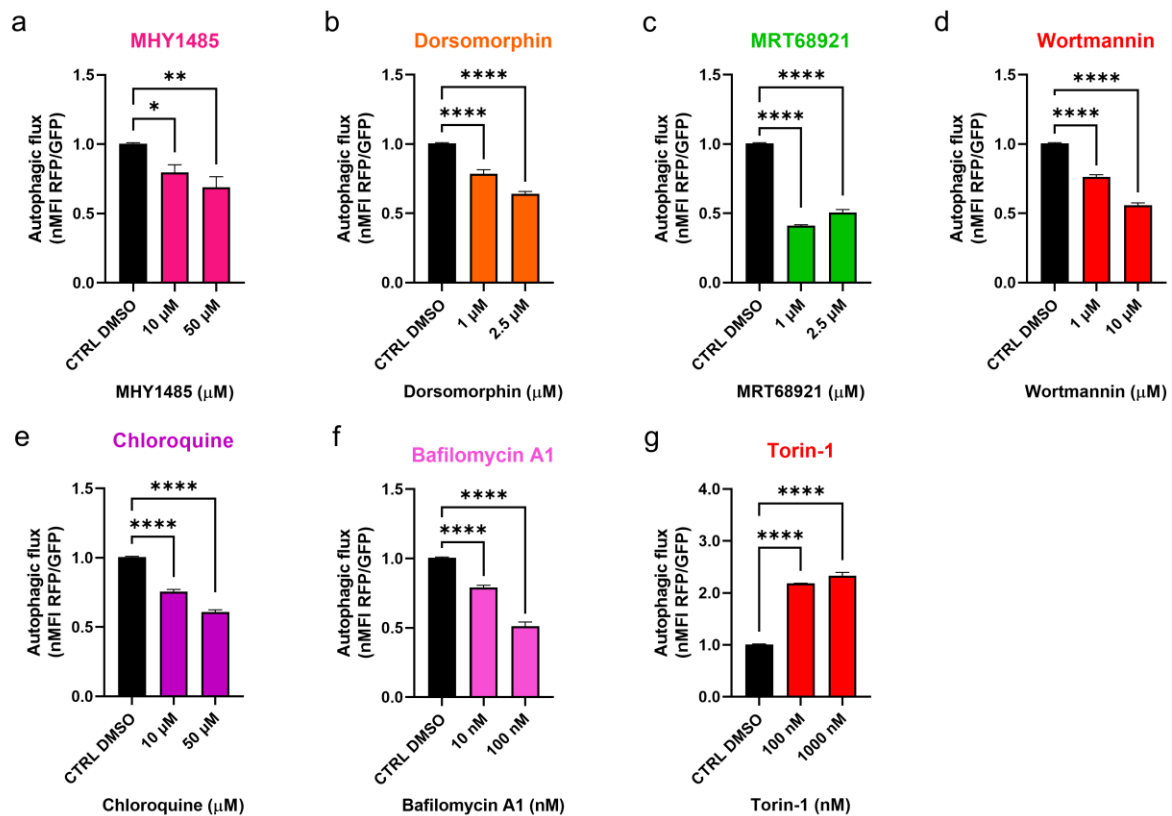 a
MHY1485
Autophagic flux
(nMFI RFP/GFP)
1.5
1.0
0.5
0.0
**
*
CTRL DMSO
10 µM
50 µM
MHY1485 (µM)
b
Dorsomorphin
Autophagic flux
(nMFI RFP/GFP)
1.5
1.0
0.5
0.0
****
****
CTRL DMSO
1 µM
2.5 µM
Dorsomorphin (µM)
c
MRT68921
Autophagic flux
(nMFI RFP/GFP)
1.5
1.0
0.5
0.0
****
****
CTRL DMSO
1 µM
2.5 µM
MRT68921 (µM)
d
Wortmannin
Autophagic flux
(nMFI RFP/GFP)
1.5
1.0
0.5
0.0
****
****
CTRL DMSO
1 µM
10 µM
Wortmannin (µM)
e
Chloroquine
Autophagic flux
(nMFI RFP/GFP)
1.5
1.0
0.5
0.0
****
****
CTRL DMSO
10 µM
50 µM
Chloroquine (µM)
f
Bafilomycin A1
Autophagic flux
(nMFI RFP/GFP)
1.5
1.0
0.5
0.0
****
****
CTRL DMSO
10 nM
100 nM
Bafilomycin A1 (nM)
g
Torin-1
Autophagic flux
(nMFI RFP/GFP)
4.0
3.0
2.0
1.0
0.0
****
****
CTRL DMSO
100 nM
1000 nM
Torin-1 (nM)